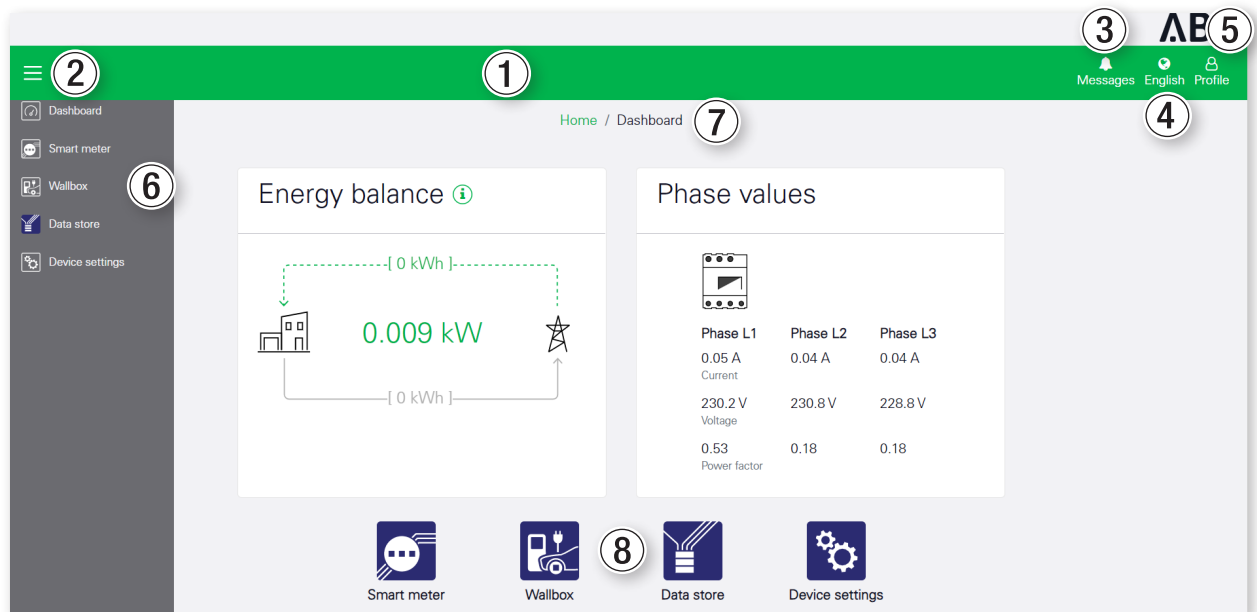 AB
3
5
2
1
Messages English Profile
4
Dashboard
Home / Dashboard
7
Smart meter
Wallbox
6
Data store
Device settings
Energy balance i
[ 0 kWh ]
0.009 kW
[ 0 kWh ]
Phase values
Phase L1 Phase L2 Phase L3
0.05 A 0.04 A 0.04 A
Current
230.2 V 230.8 V 228.8 V
Voltage
0.53 0.18 0.18
Power factor
8
Smart meter Wallbox Data store Device settings